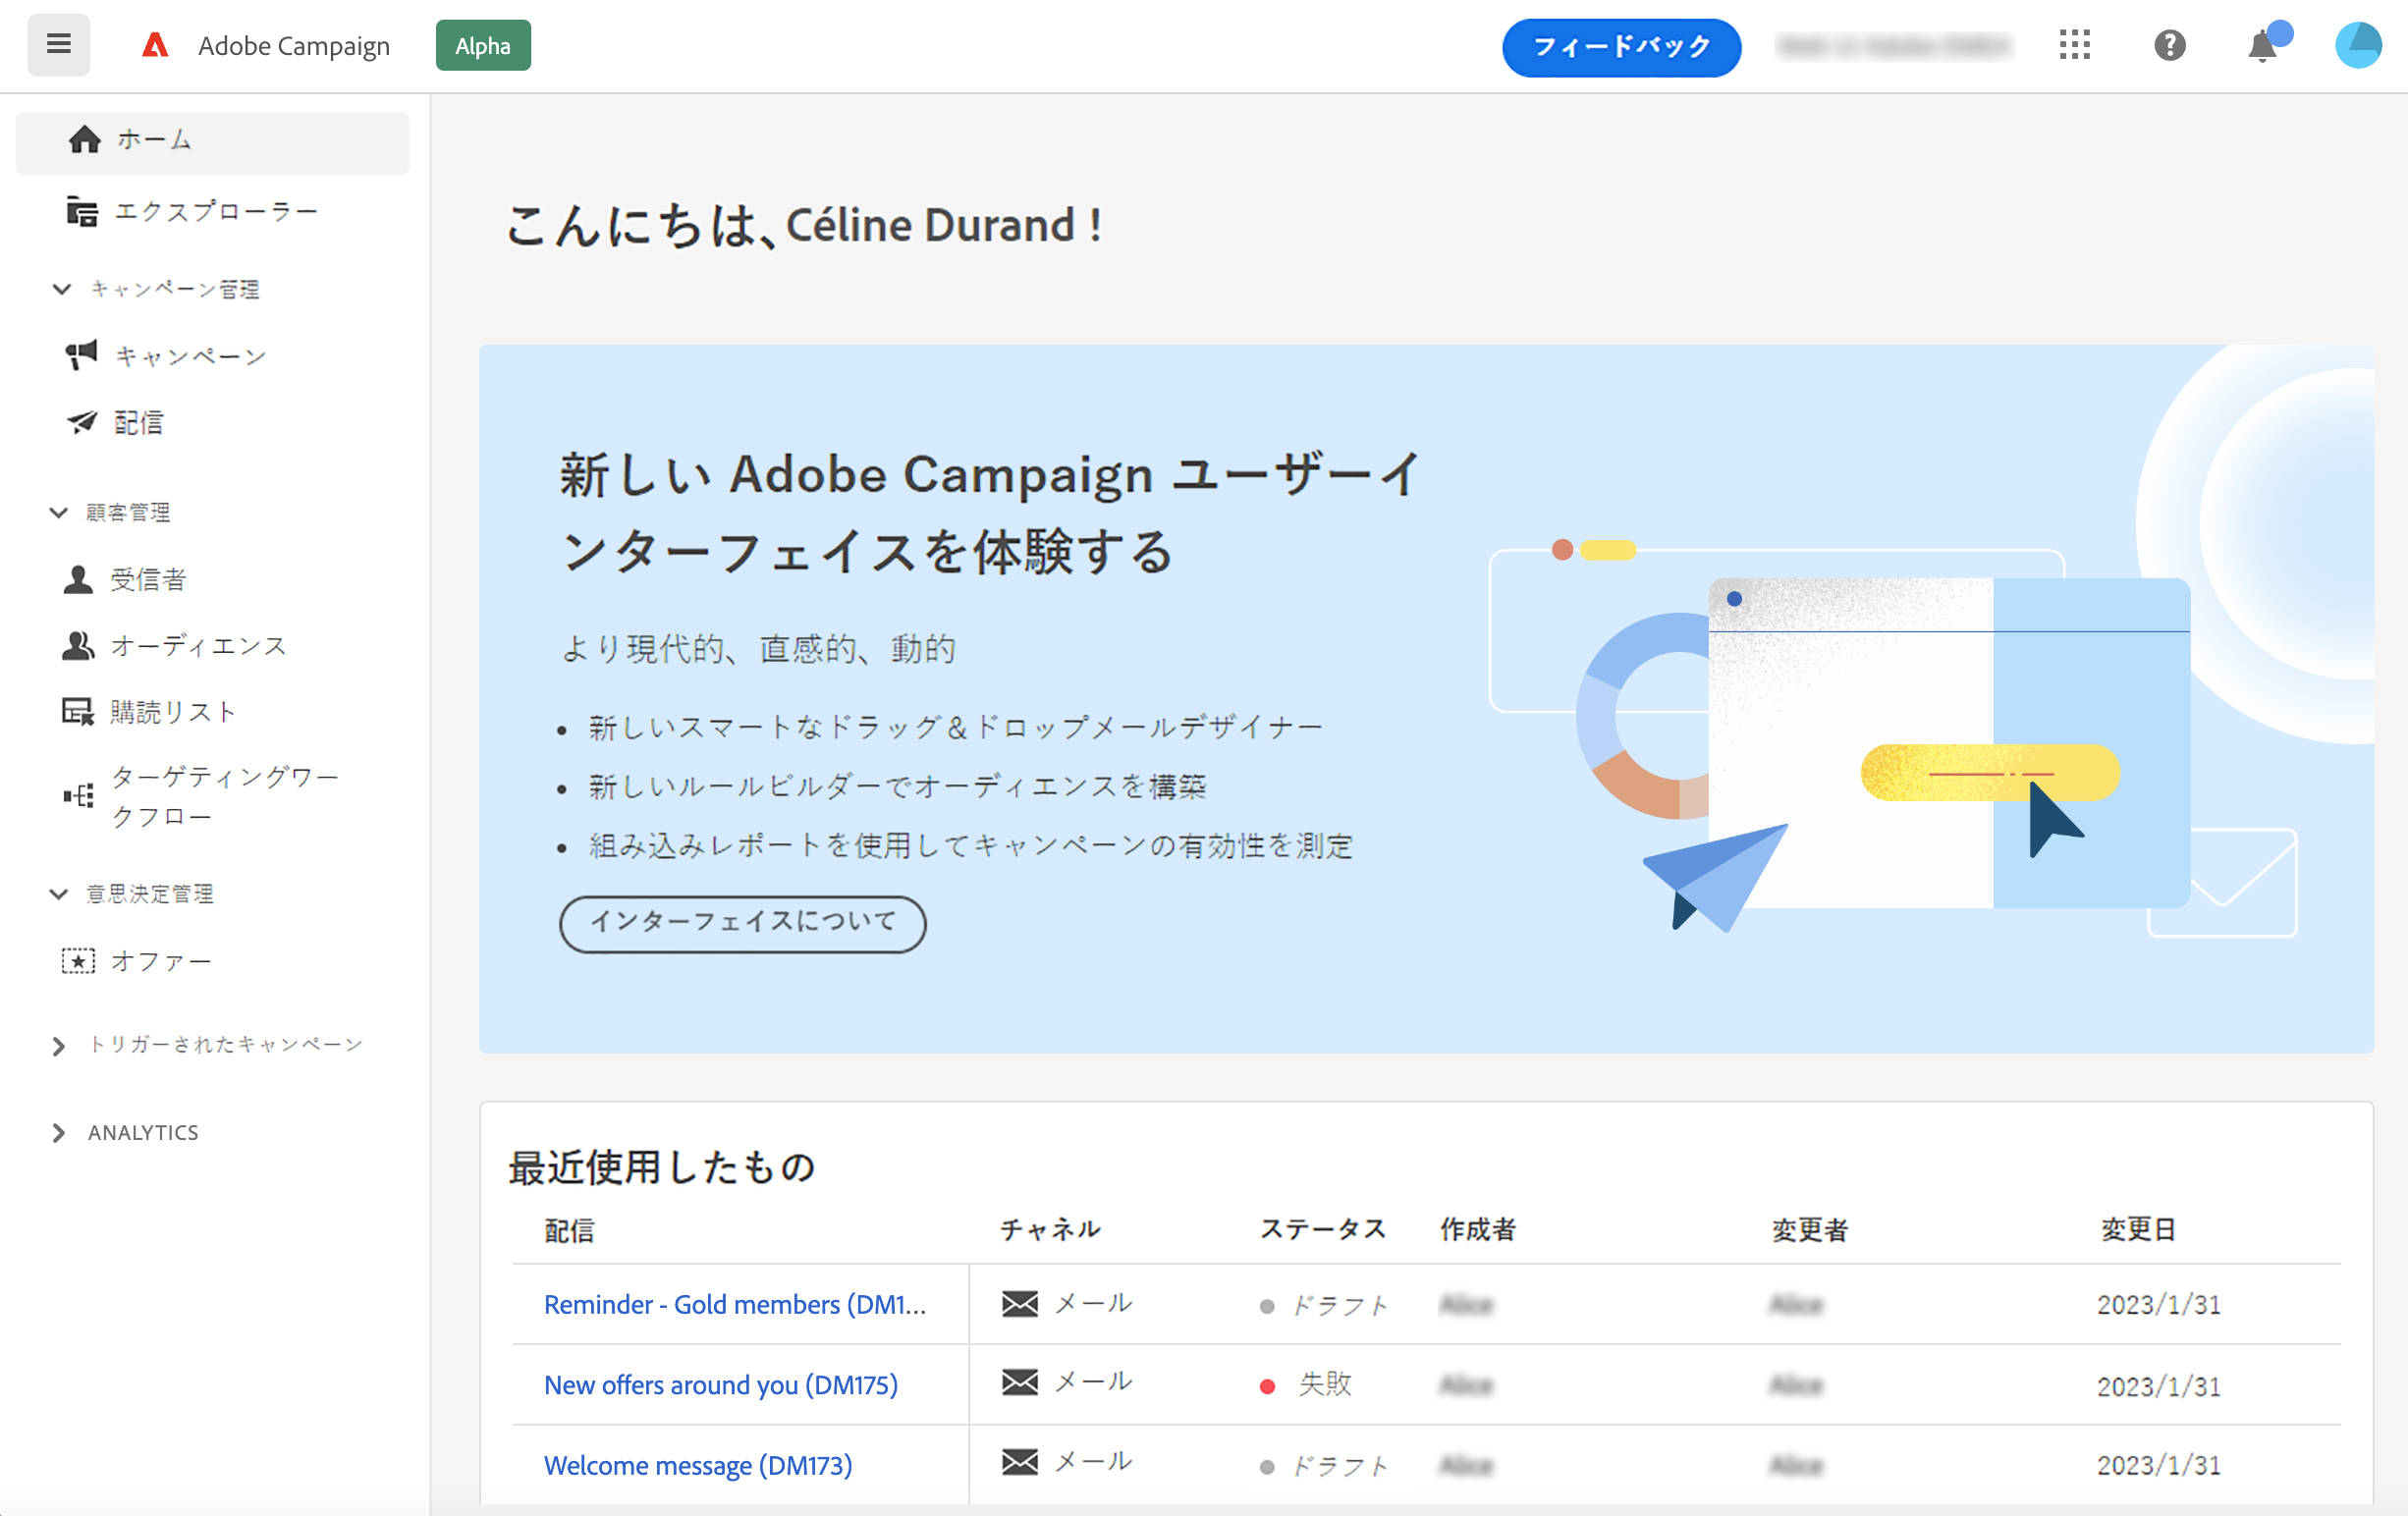 Adobe Campaign Alpha フィードバック
ホーム
エクスプローラー
キャンペーン管理
キャンペーン
配信
顧客管理
受信者
オーディエンス
購読リスト
ターゲティングワー
クフロー
意思決定管理
オファー
トリガーされたキャンペーン
ANALYTICS
こんにちは、Céline Durand !
新しい Adobe Campaign ユーザーイ
ンターフェイスを体験する
より現代的、直感的、動的
• 新しいスマートなドラッグ＆ドロップメールデザイナー
• 新しいルールビルダーでオーディエンスを構築
• 組み込みレポートを使用してキャンペーンの有効性を測定
インターフェイスについて
最近使用したもの
配信 チャネル ステータス 作成者 変更者 変更日
Reminder - Gold members (DM1... メール ドラフト 2023/1/31
New offers around you (DM175) メール 失敗 2023/1/31
Welcome message (DM173) メール ドラフト 2023/1/31